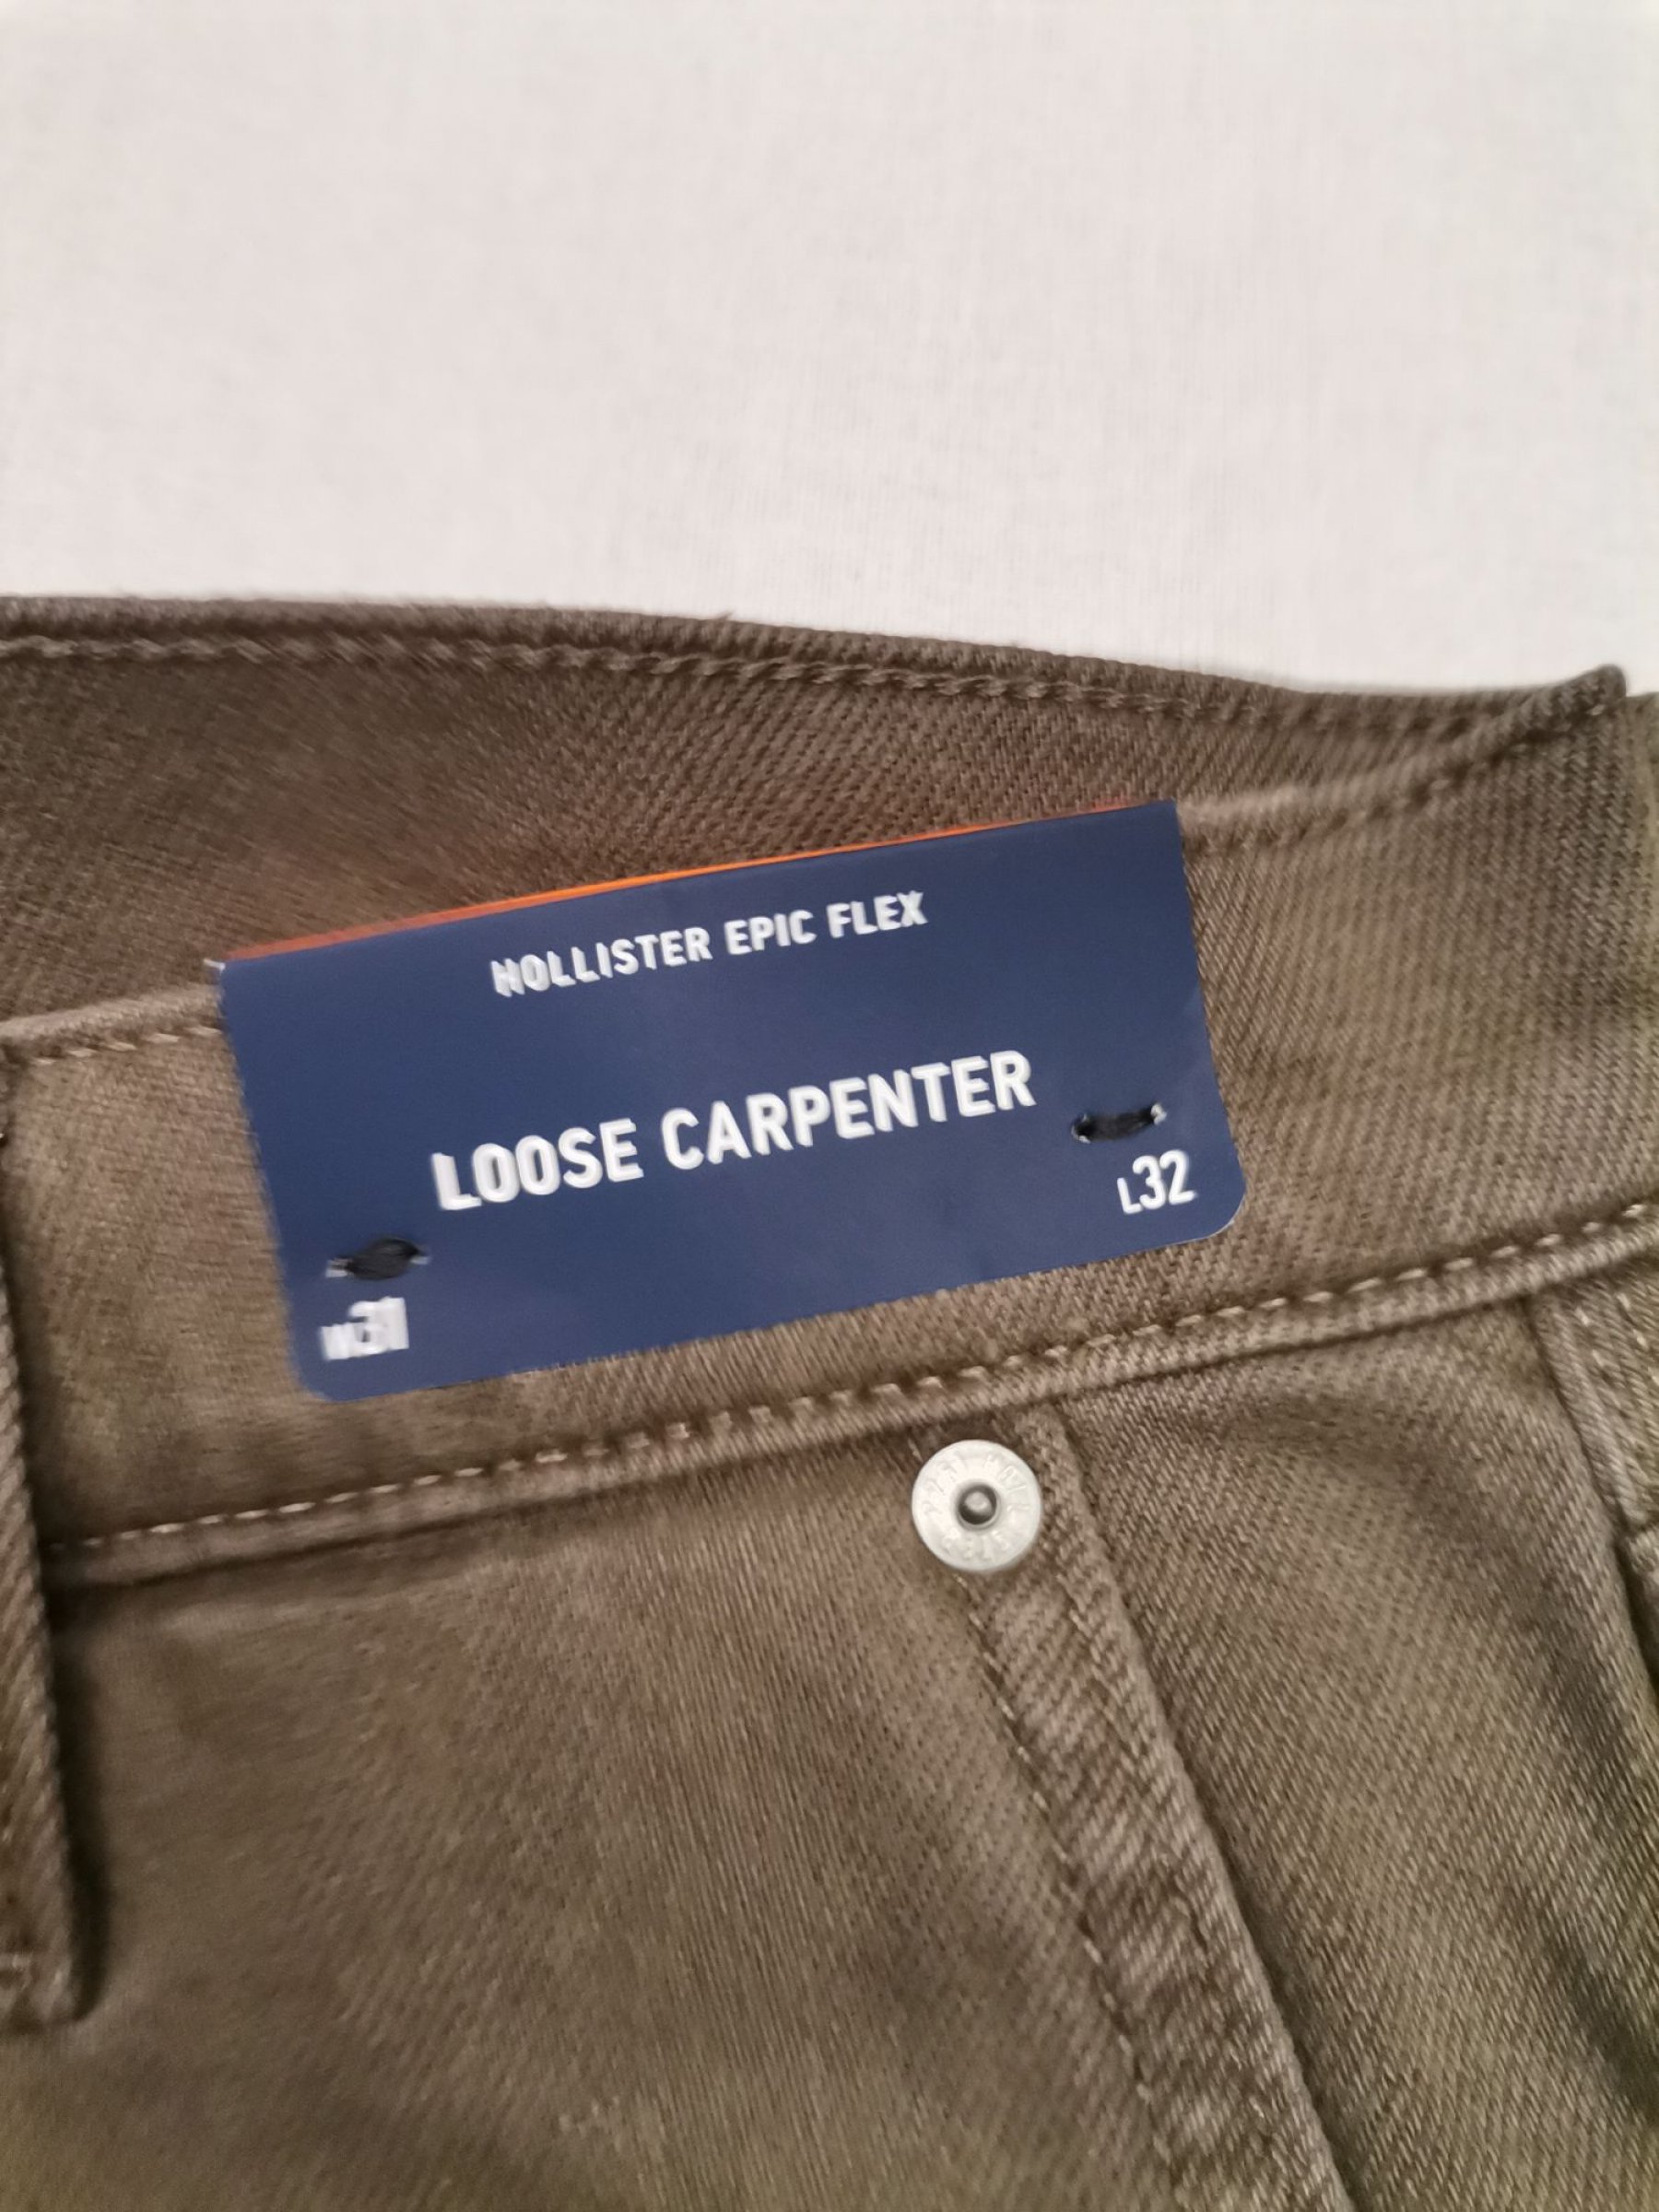 HOLLISTER EPIC FLEX
LOOSE CARPENTER
L32
W31